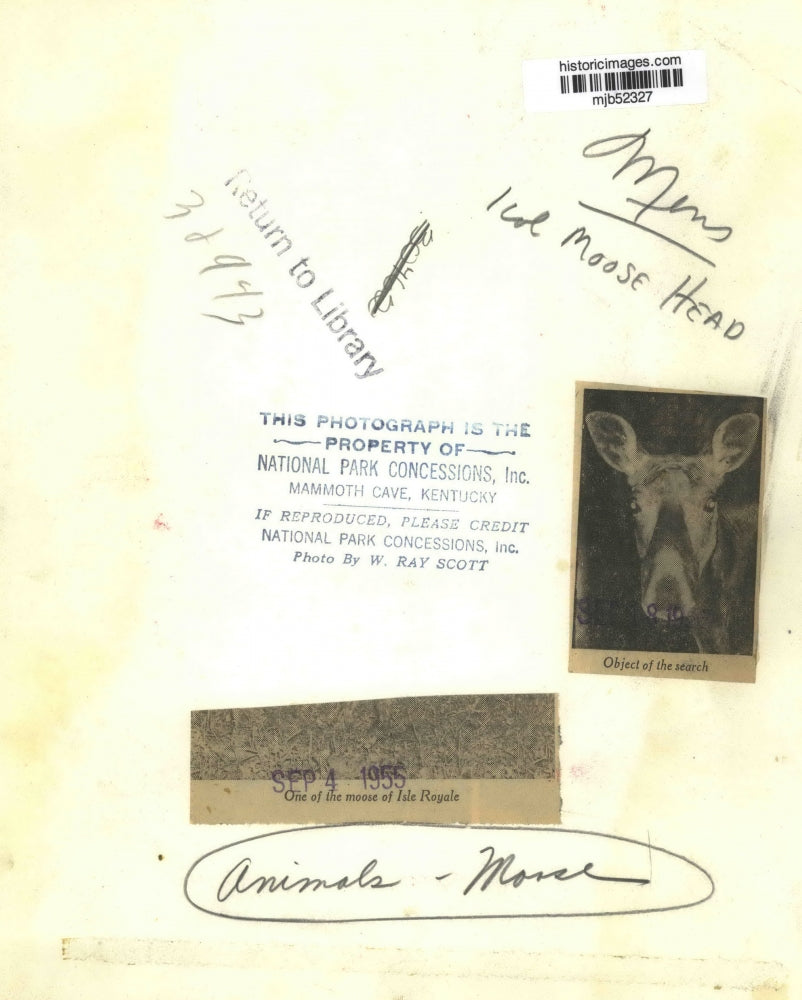 historicimages.com
mjb52327
Return to Library
1 col MOOSE HEAD
THIS PHOTOGRAPH IS THE
PROPERTY OF
NATIONAL PARK CONCESSIONS, Inc.
MAMMOTH CAVE, KENTUCKY
IF REPRODUCED, PLEASE CREDIT
NATIONAL PARK CONCESSIONS, Inc.
Photo By W. RAY SCOTT
Object of the search
SEP 4 1955
One of the moose of Isle Royale
Animals - Moose